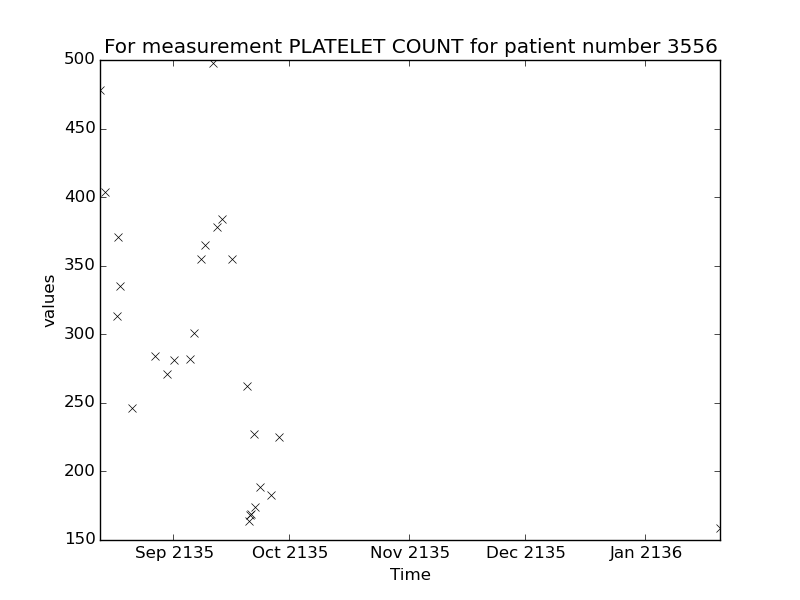 For measurement PLATELET COUNT for patient number 3556
500
450
400
350
300
250
200
150
values
Sep 2135 Oct 2135 Nov 2135 Dec 2135 Jan 2136
Time